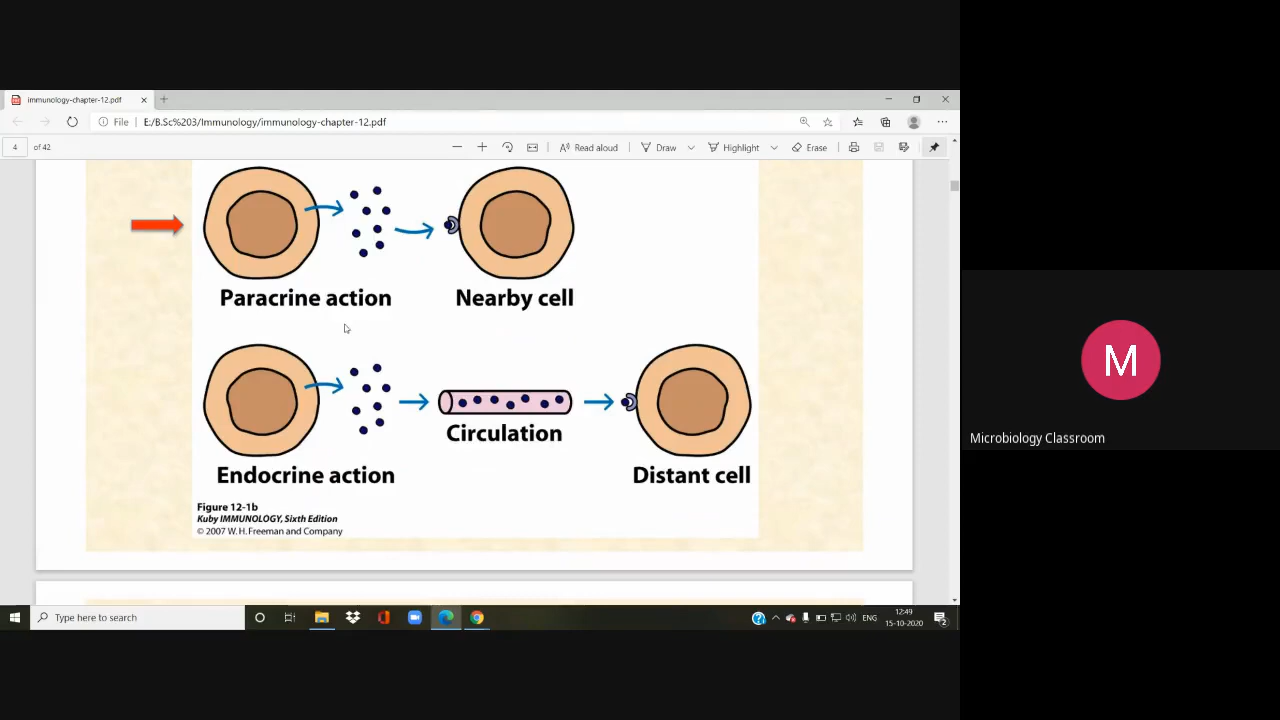 immunology-chapter-12.pdf
File | E:/B.Sc%203/Immunology/immunology-chapter-12.pdf
4 of 42
Read aloud
Draw
Highlight
Erase
Paracrine action
Nearby cell
Circulation
Endocrine action
Distant cell
Figure 12-1b
Kuby IMMUNOLOGY, Sixth Edition
© 2007 W. H. Freeman and Company
M
Microbiology Classroom
Type here to search
ENG
12:49
15-10-2020
2